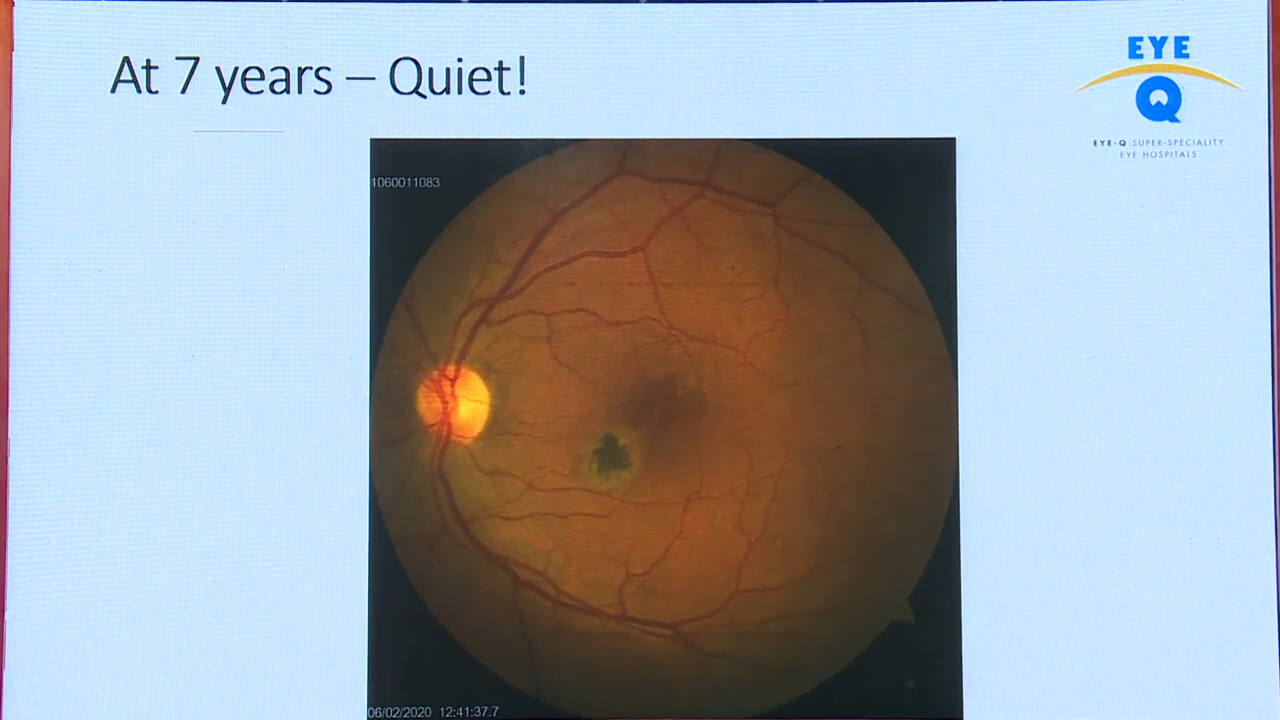 At 7 years – Quiet!
EYE
Q
EYE-Q SUPER-SPECIALITY
EYE HOSPITALS
1060011083
06/02/2020 12:41:37.7